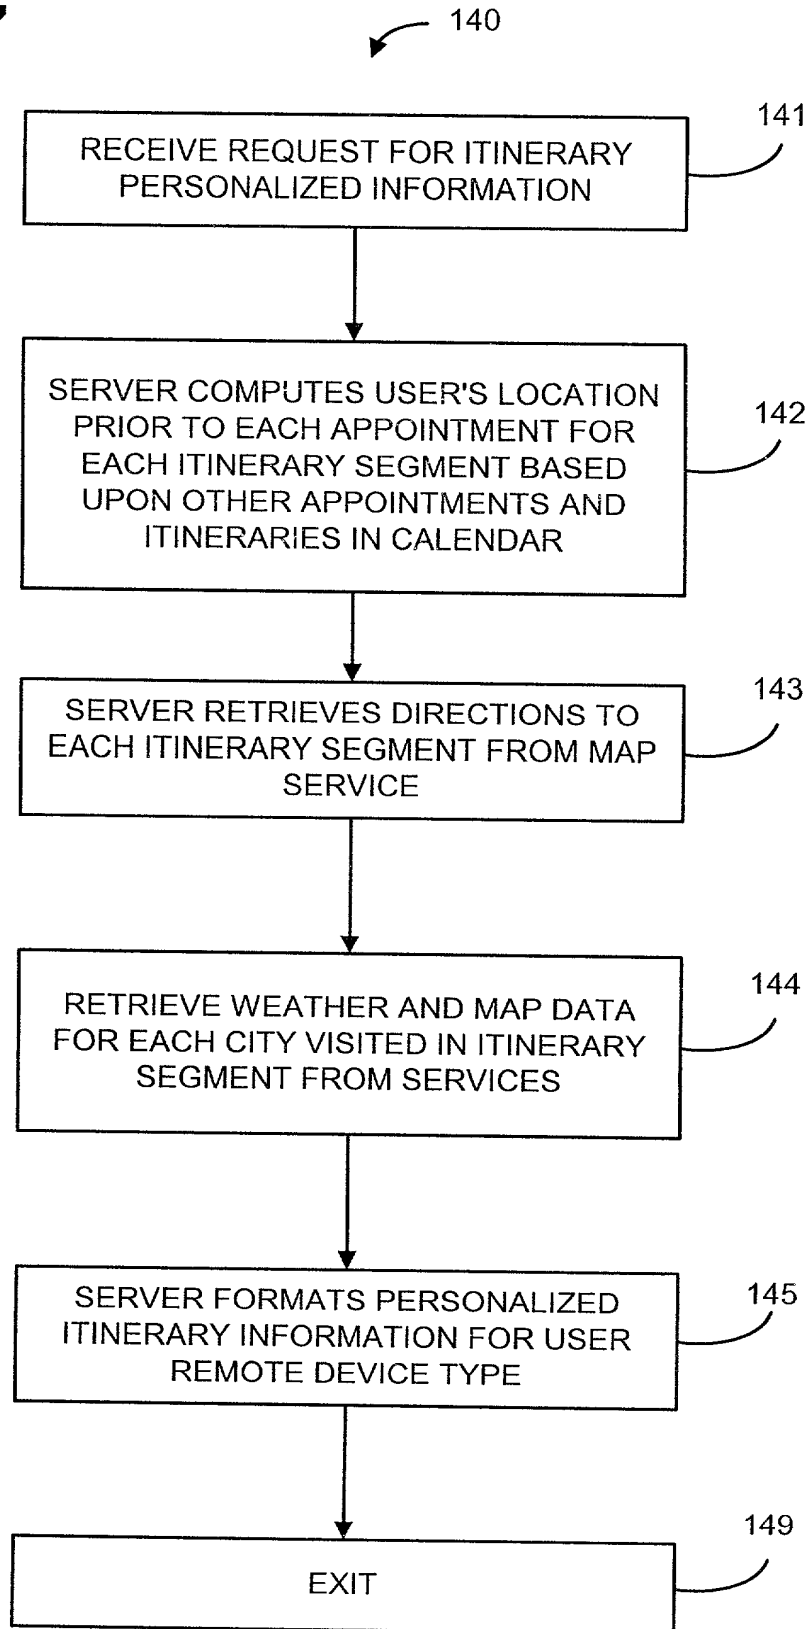 140
141
RECEIVE REQUEST FOR ITINERARY
PERSONALIZED INFORMATION
142
SERVER COMPUTES USER'S LOCATION
PRIOR TO EACH APPOINTMENT FOR
EACH ITINERARY SEGMENT BASED
UPON OTHER APPOINTMENTS AND
ITINERARIES IN CALENDAR
143
SERVER RETRIEVES DIRECTIONS TO
EACH ITINERARY SEGMENT FROM MAP
SERVICE
144
RETRIEVE WEATHER AND MAP DATA
FOR EACH CITY VISITED IN ITINERARY
SEGMENT FROM SERVICES
145
SERVER FORMATS PERSONALIZED
ITINERARY INFORMATION FOR USER
REMOTE DEVICE TYPE
149
EXIT